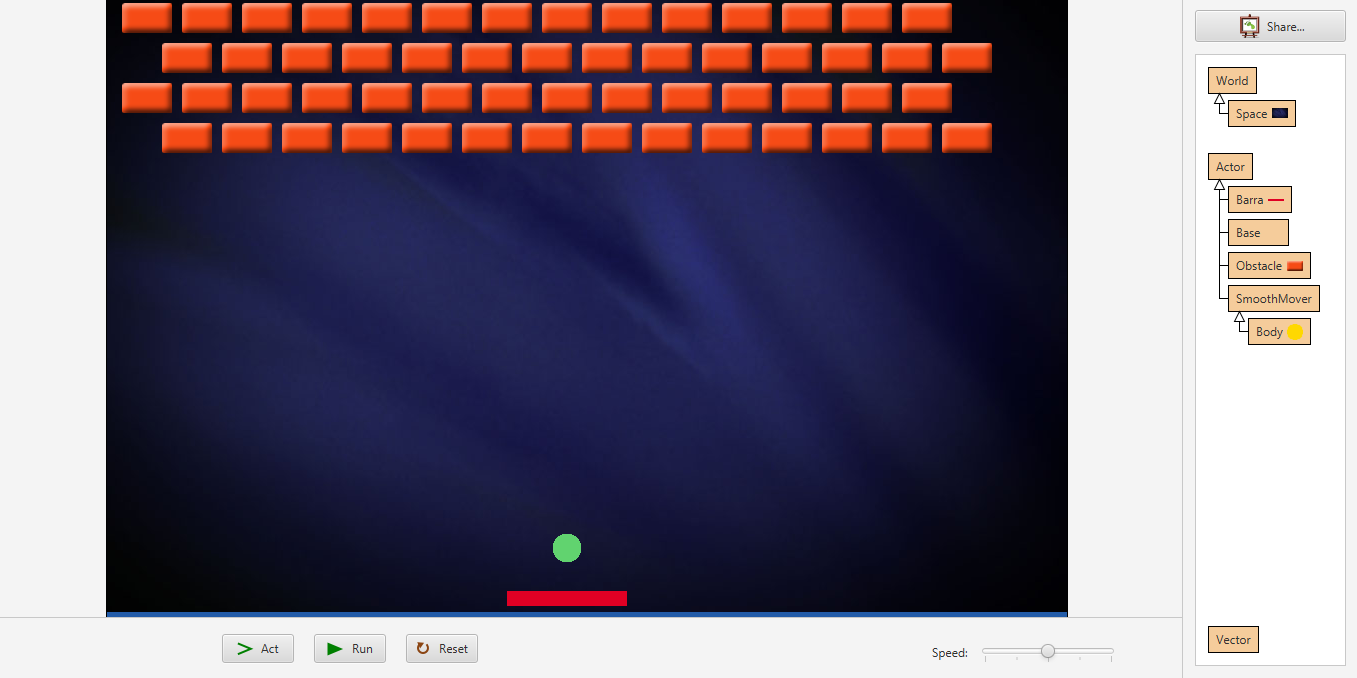 Share...
World
Space
Actor
Barra
Base
Obstacle
SmoothMover
Body
Vector
Act
Run
Reset
Speed: